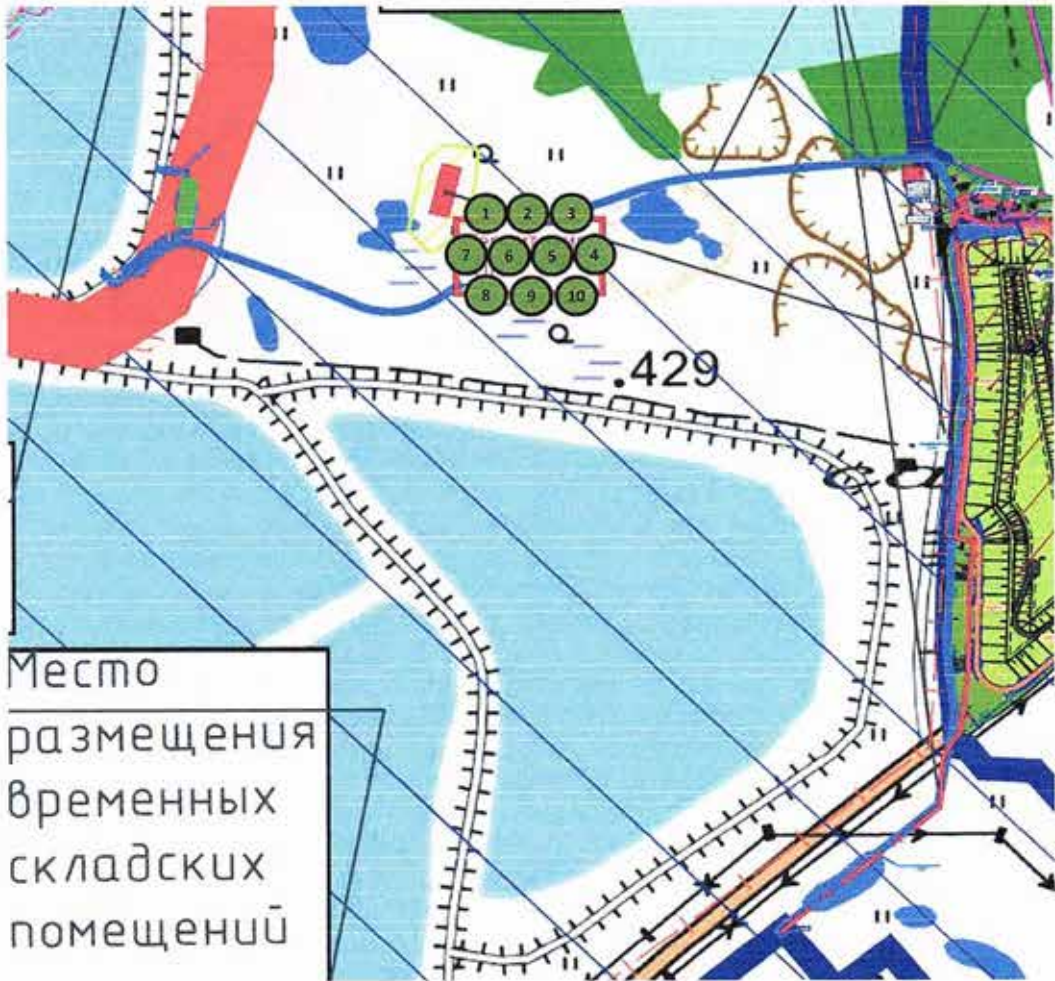 1 2 3
7 6 5 4
8 9 10
.429
Место
размещения
временных
складских
помещений